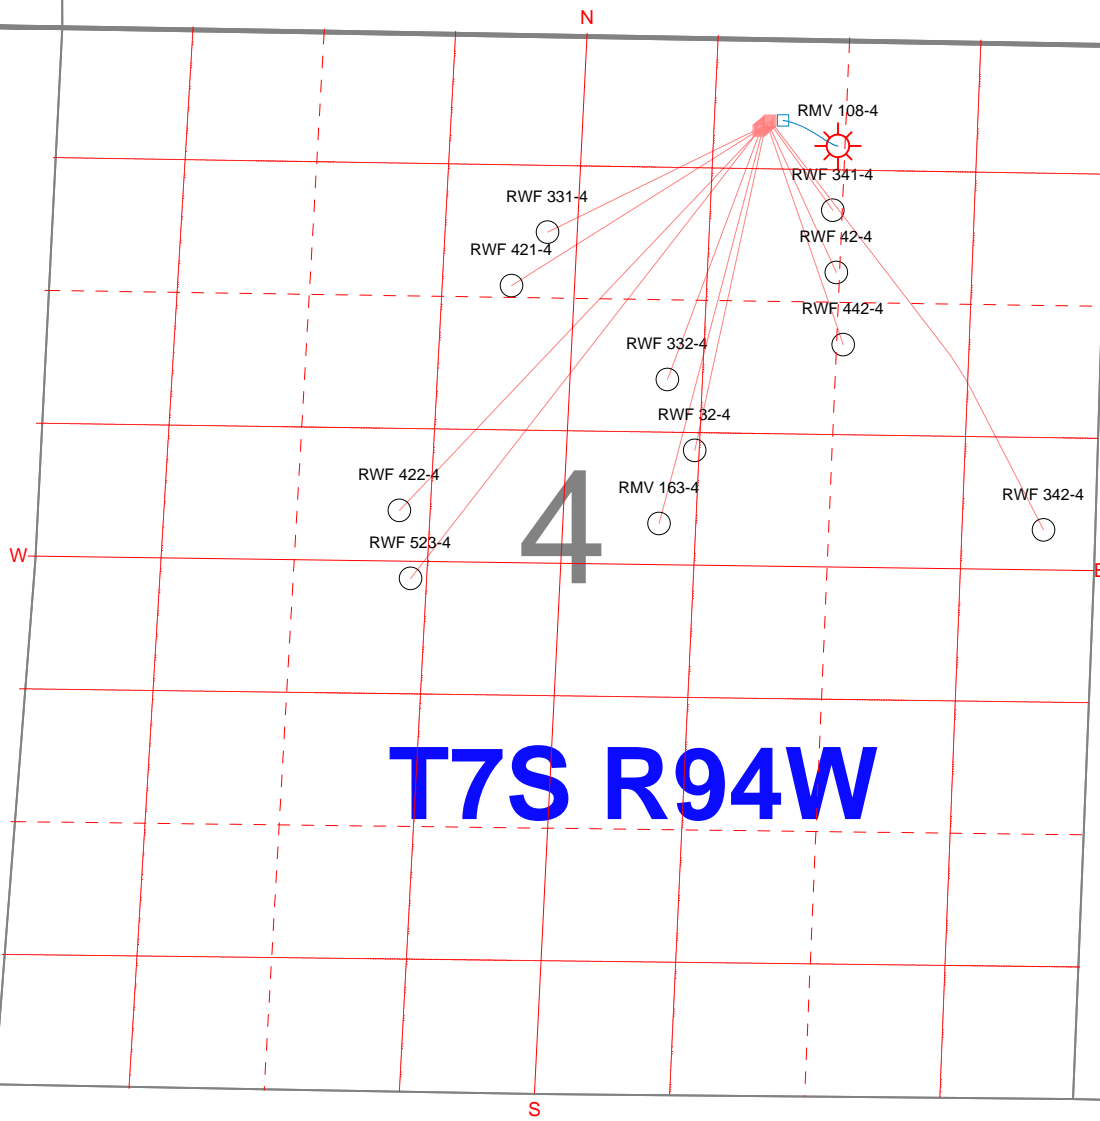 N
RMV 108-4
RWF 341-4
RWF 331-4
RWF 42-4
RWF 421-4
RWF 442-4
RWF 332-4
RWF 32-4
RWF 422-4
RMV 163-4
RWF 342-4
RWF 523-4
4
W
E
T7S R94W
S